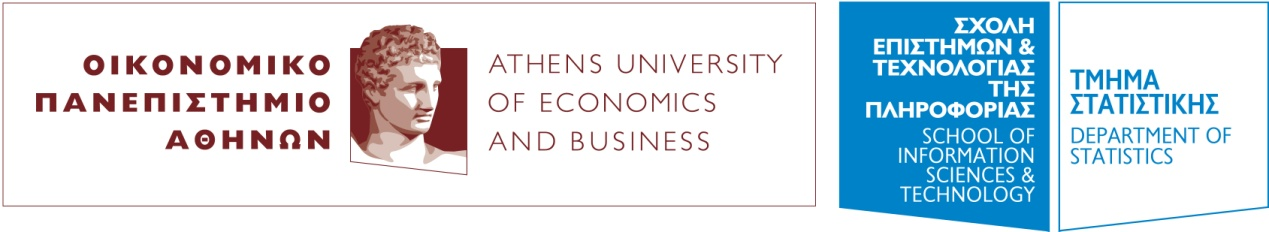 ΟΙΚΟΝΟΜΙΚΟ
ΠΑΝΕΠΙΣΤΗΜΙΟ
ΑΘΗΝΩΝ
ATHENS UNIVERSITY
OF ECONOMICS
AND BUSINESS
ΣΧΟΛΗ
ΕΠΙΣΤΗΜΩΝ &
ΤΕΧΝΟΛΟΓΙΑΣ
ΤΗΣ
ΠΛΗΡΟΦΟΡΙΑΣ
SCHOOL OF
INFORMATION
SCIENCES &
TECHNOLOGY
ΤΜΗΜΑ
ΣΤΑΤΙΣΤΙΚΗΣ
DEPARTMENT OF
STATISTICS